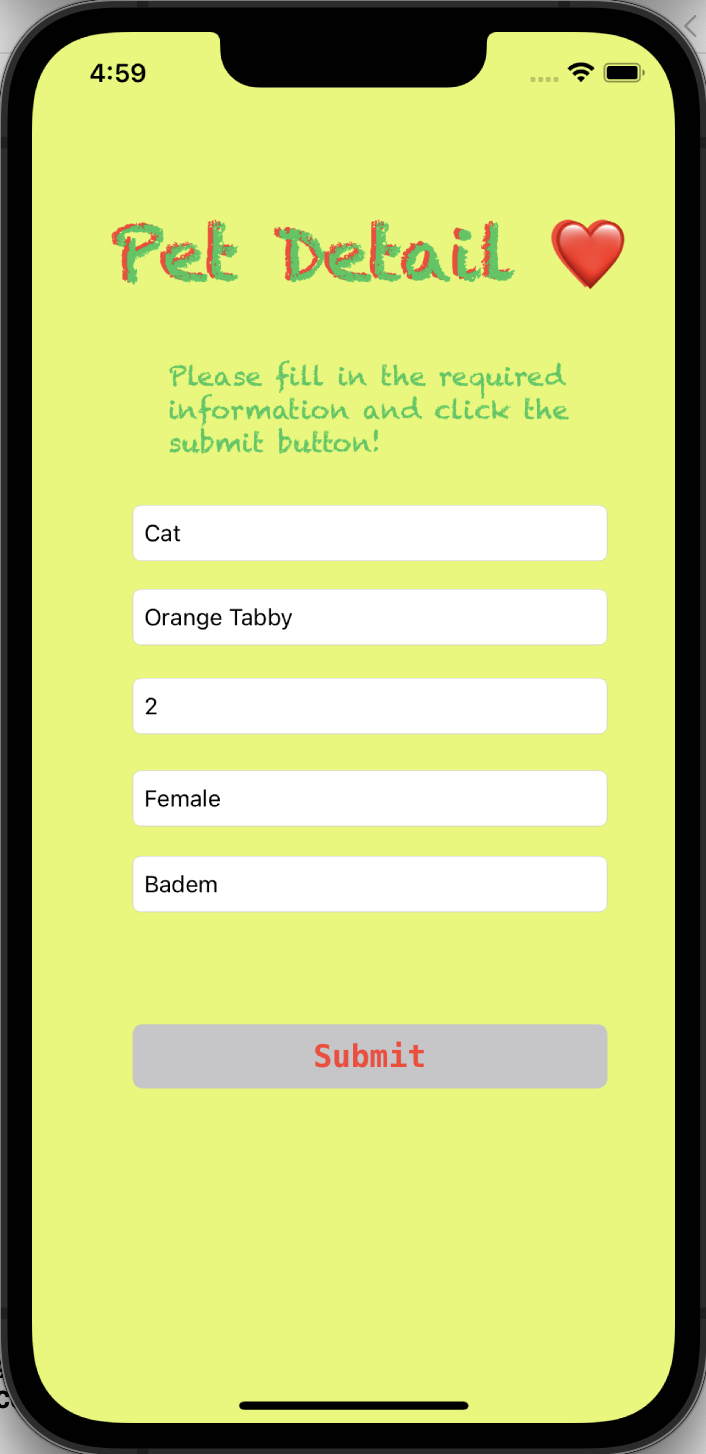 4:59
Pet Detail ❤️
Please fill in the required
information and click the
submit button!
Cat
Orange Tabby
2
Female
Badem
Submit